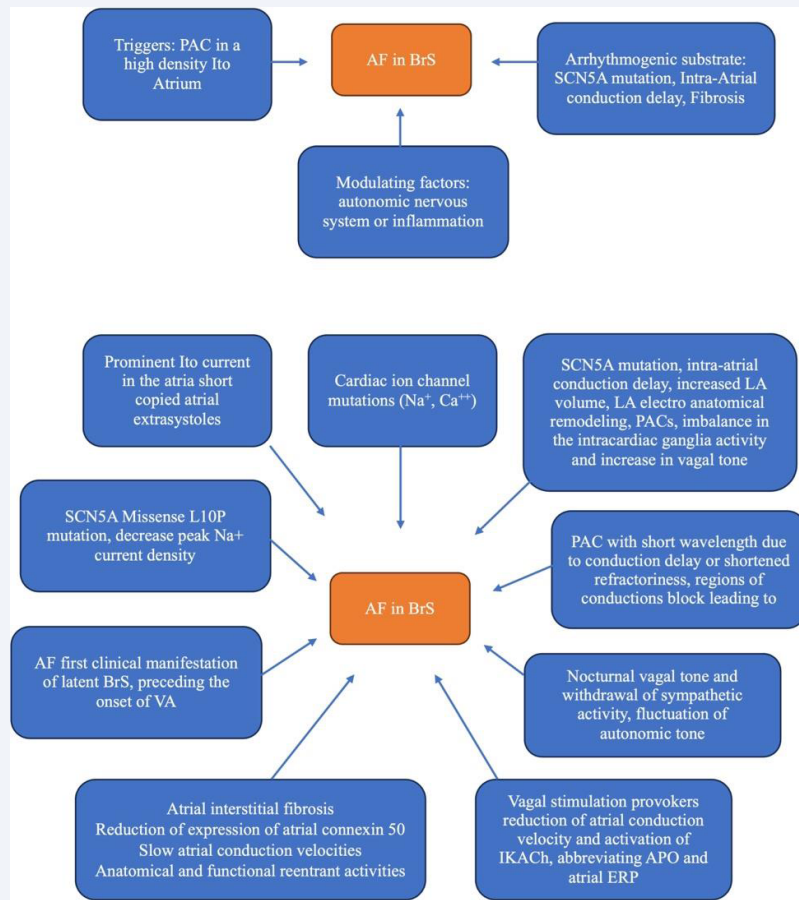 Triggers: PAC in a
high density Ito
Atrium
AF in BrS
Arrhythmogenic substrate:
SCN5A mutation, Intra-Atrial
conduction delay, Fibrosis
Modulating factors:
autonomic nervous
system or inflammation
Prominent Ito current
in the atria short
copied atrial
extrasystoles
Cardiac ion channel
mutations (Na⁺, Ca⁺⁺)
SCN5A mutation, intra-atrial
conduction delay, increased LA
volume, LA electro anatomical
remodeling, PACs, imbalance in
the intracardiac ganglia activity
and increase in vagal tone
SCN5A Missense L10P
mutation, decrease peak Na+
current density
PAC with short wavelength due
to conduction delay or shortened
refractoriness, regions of
conductions block leading to
AF in BrS
AF first clinical manifestation
of latent BrS, preceding the
onset of VA
Nocturnal vagal tone and
withdrawal of sympathetic
activity, fluctuation of
autonomic tone
Atrial interstitial fibrosis
Reduction of expression of atrial connexin 50
Slow atrial conduction velocities
Anatomical and functional reentrant activities
Vagal stimulation provokers
reduction of atrial conduction
velocity and activation of
IKACh, abbreviating APO and
atrial ERP